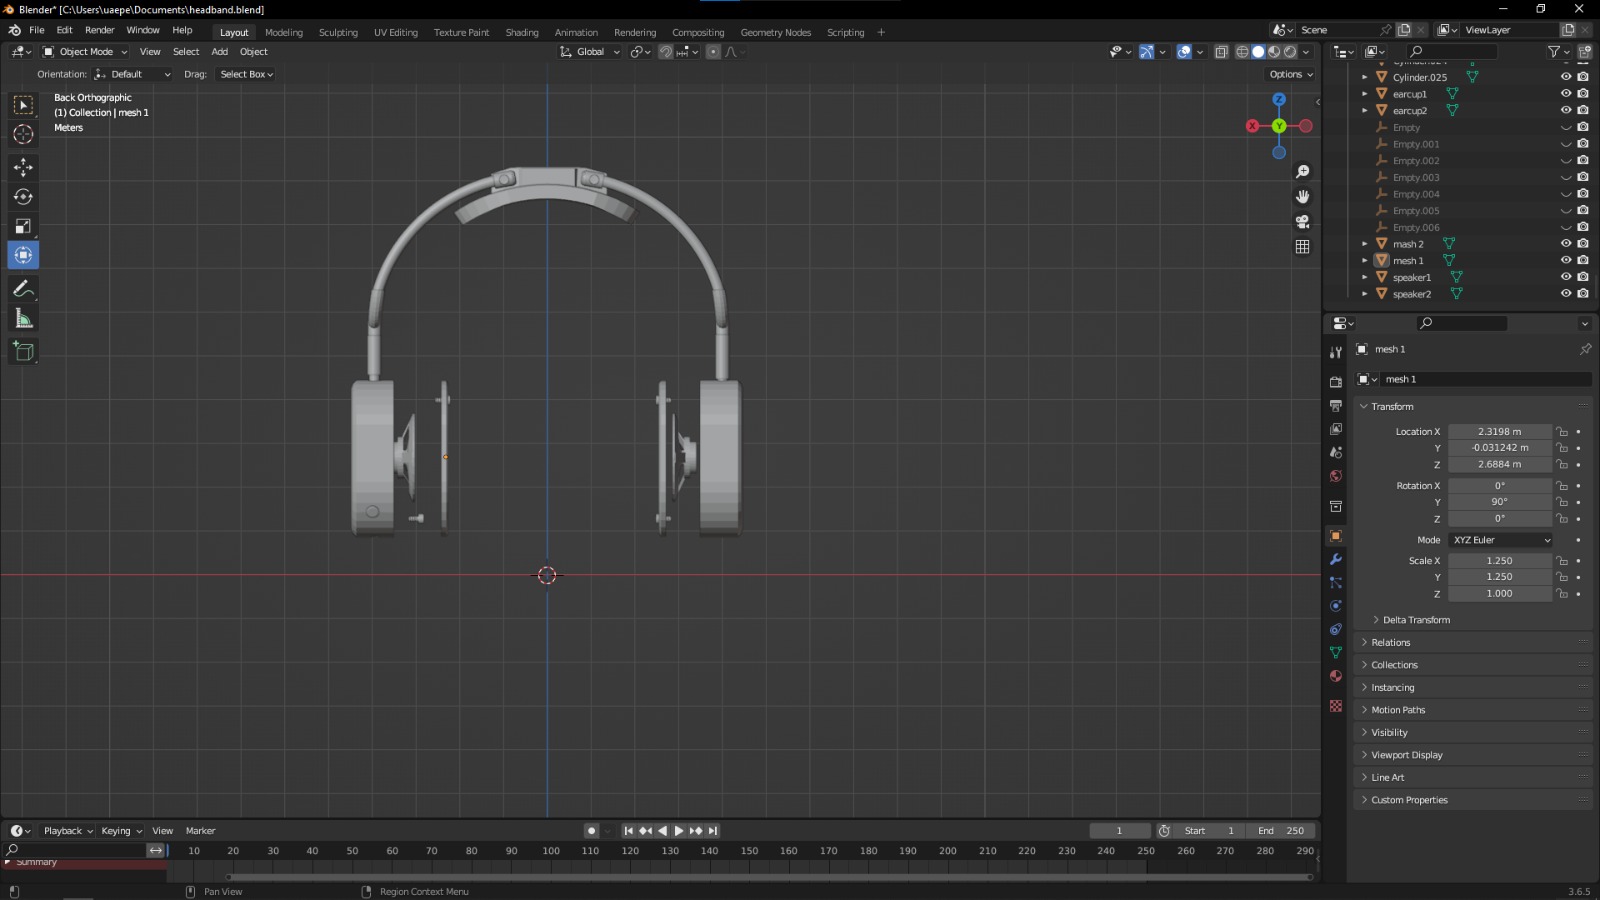 Blender* [C:\Users\uaepe\Documents\headband.blend]
File Edit Render Window Help Layout Modeling Sculpting UV Editing Texture Paint Shading Animation Rendering Compositing Geometry Nodes Scripting + Scene ViewLayer
Object Mode View Select Add Object Global
Orientation: Default Drag: Select Box Options
Back Orthographic
(1) Collection | mesh 1
Meters
Z
X Y
Cylinder.025
earcup1
earcup2
Empty
Empty.001
Empty.002
Empty.003
Empty.004
Empty.005
Empty.006
mash 2
mesh 1
speaker1
speaker2
mesh 1
mesh 1
Transform
Location X 2.3198 m
Y -0.031242 m
Z 2.6884 m
Rotation X 0°
Y 90°
Z 0°
Mode XYZ Euler
Scale X 1.250
Y 1.250
Z 1.000
Delta Transform
Relations
Collections
Instancing
Motion Paths
Visibility
Viewport Display
Line Art
Custom Properties
Playback Keying View Marker 1 Start 1 End 250
10 20 30 40 50 60 70 80 90 100 110 120 130 140 150 160 170 180 190 200 210 220 230 240 250 260 270 280 290
Summary
Pan View Region Context Menu 3.6.5